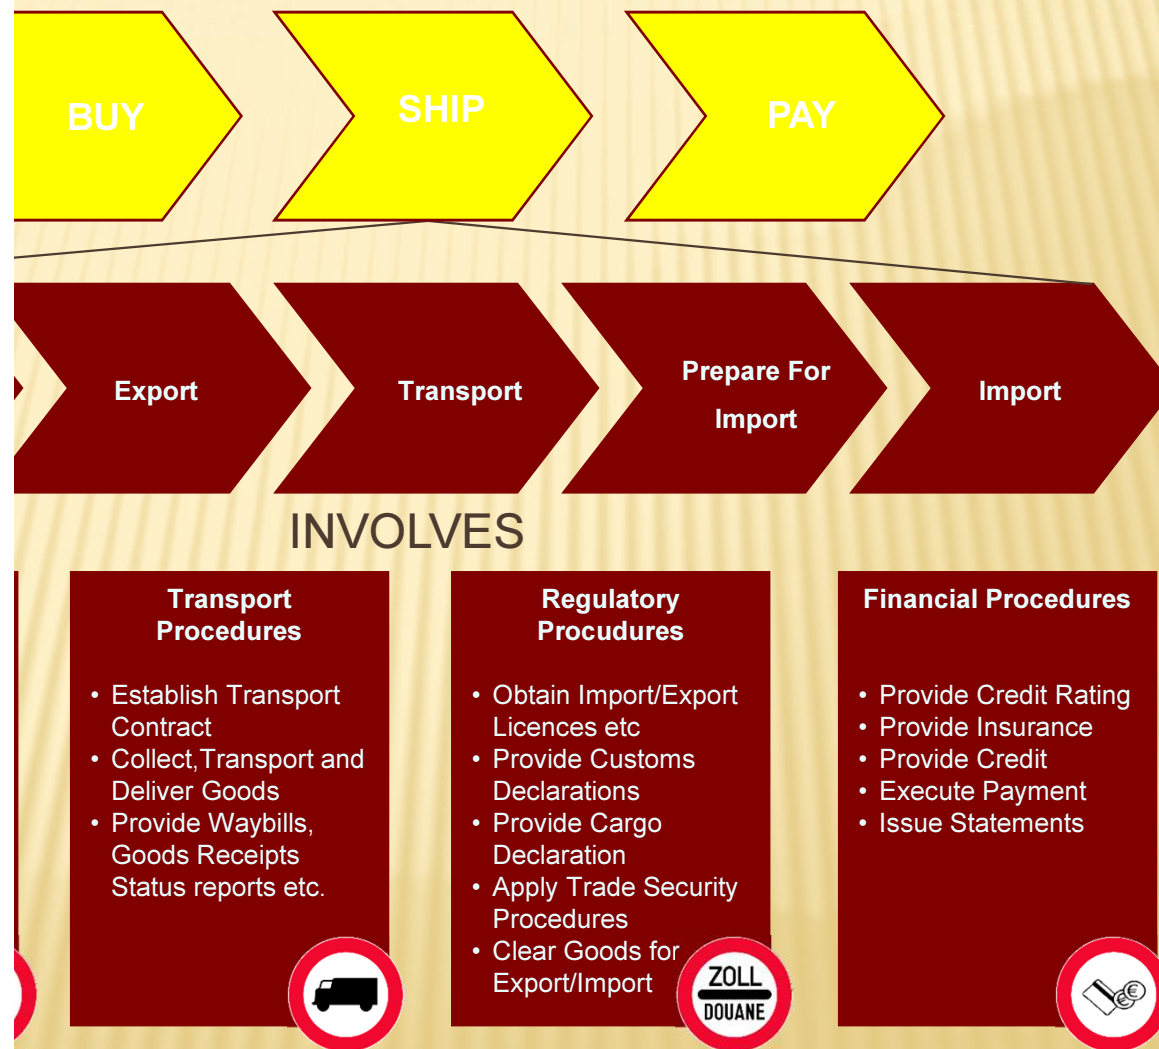 BUY
SHIP
PAY
Export
Transport
Prepare For
Import
Import
INVOLVES
Transport
Procedures
• Establish Transport
Contract
• Collect,Transport and
Deliver Goods
• Provide Waybills,
Goods Receipts
Status reports etc.
Regulatory
Procudures
• Obtain Import/Export
Licences etc
• Provide Customs
Declarations
• Provide Cargo
Declaration
• Apply Trade Security
Procedures
• Clear Goods for
Export/Import
ZOLL
DOUANE
Financial Procedures
• Provide Credit Rating
• Provide Insurance
• Provide Credit
• Execute Payment
• Issue Statements
€
€